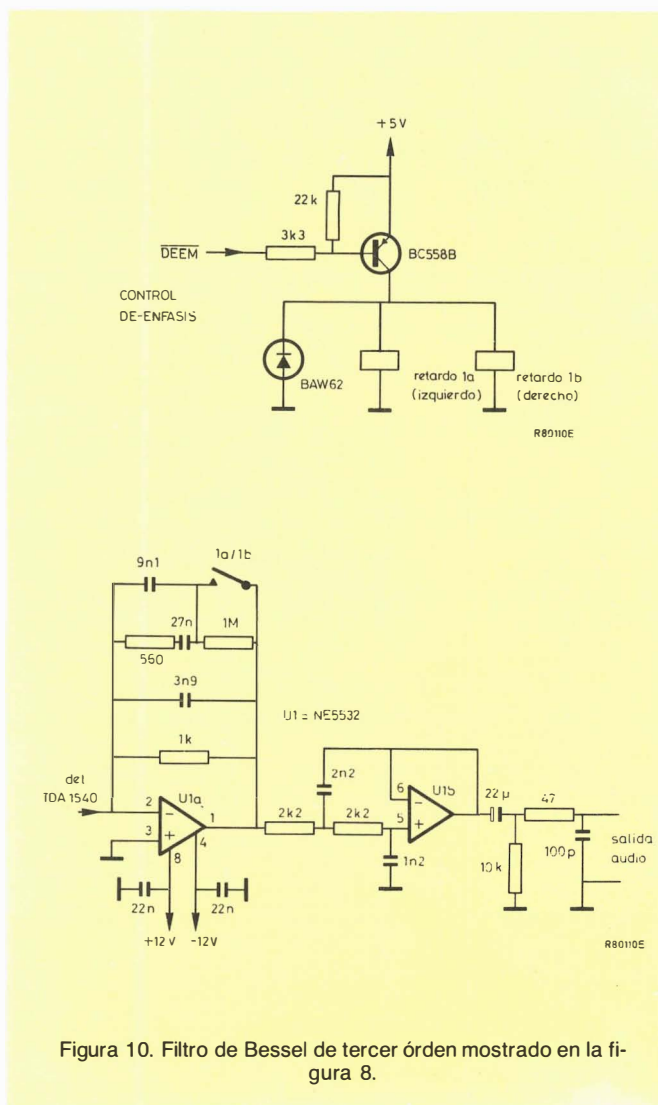 +5V
22k
3k3
DEEM
BC558B
CONTROL
DE-ENFASIS
BAW62
retardo 1a
(izquierdo)
retardo 1b
(derecho)
R80110E
9n1
1a/1b
27n
1M
560
3n9
U1 = NE5532
1k
del
TDA 1540
2
U1a
1
3
4
8
22n
22n
+12V
-12V
2k2
2n2
2k2
6
U1b
5
1n2
22µ
47
10k
100p
salida
audio
R80110E
Figura 10. Filtro de Bessel de tercer órden mostrado en la fi-
gura 8.